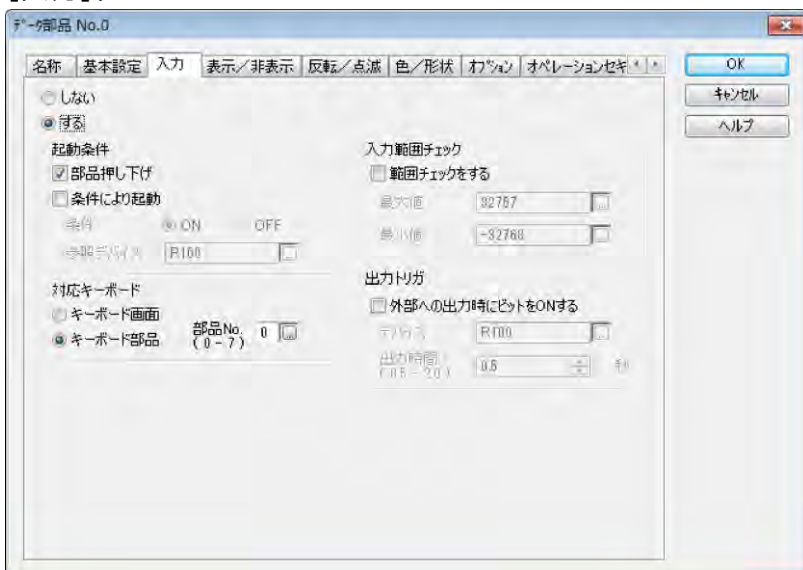 データ部品 No.0
名称 基本設定 入力 表示／非表示 反転／点滅 色／形状 オプション オペレーションセキ
OK
キャンセル
ヘルプ
しない
する
起動条件
部品押し下げ
条件により起動
条件 ON OFF
参照デバイス R100
対応キーボード
キーボード画面
キーボード部品 部品No. (0-7) 0
入力範囲チェック
範囲チェックをする
最大値 32767
最小値 -32768
出力トリガ
外部への出力時にビットをONする
デバイス R100
出力時間 (0.5-2.0) 0.5 秒